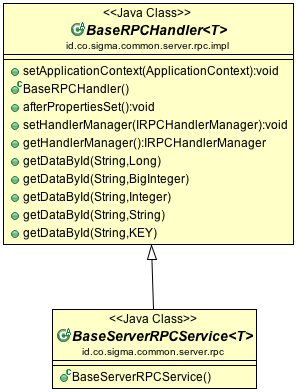 <<Java Class>>
BaseRPCHandler<T>
id.co.sigma.common.server.rpc.impl
setApplicationContext(ApplicationContext):void
BaseRPCHandler()
afterPropertiesSet():void
setHandlerManager(IRPCHandlerManager):void
getHandlerManager():IRPCHandlerManager
getDataById(String,Long)
getDataById(String,BigInteger)
getDataById(String,Integer)
getDataById(String,String)
getDataById(String,KEY)
<<Java Class>>
BaseServerRPCService<T>
id.co.sigma.common.server.rpc
BaseServerRPCService()